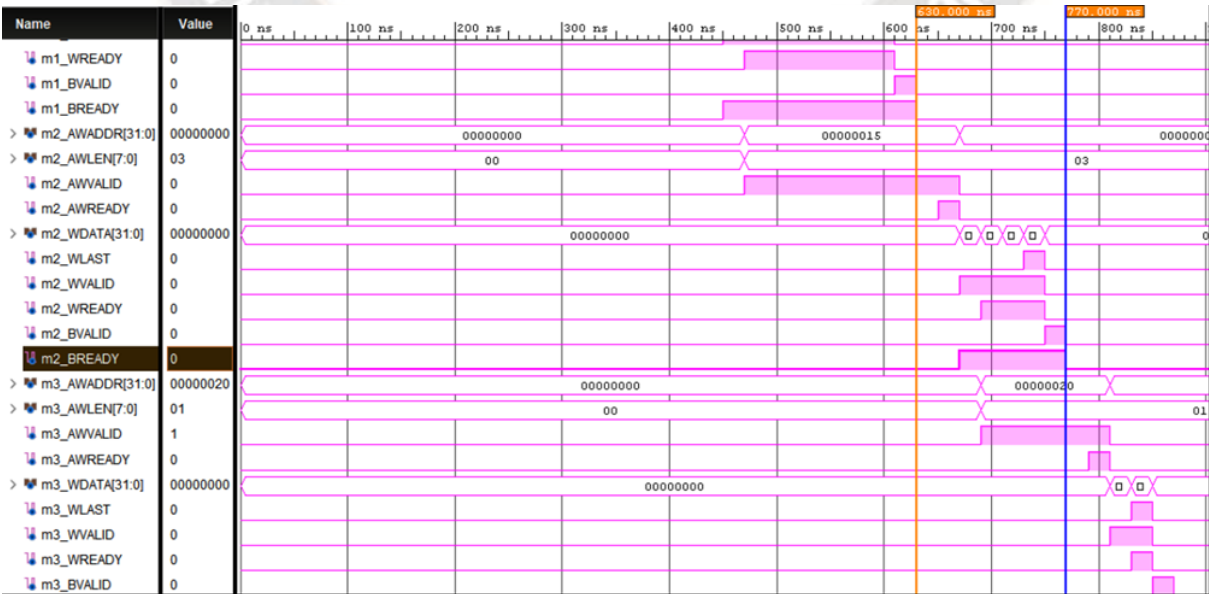 630.000 ns 770.000 ns
Name Value 0 ns 100 ns 200 ns 300 ns 400 ns 500 ns 600 ns 700 ns 800 ns
m1_WREADY 0
m1_BVALID 0
m1_BREADY 0
> m2_AWADDR[31:0] 00000000 00000000 00000015 0000000
> m2_AWLEN[7:0] 03 00 03
m2_AWVALID 0
m2_AWREADY 0
> m2_WDATA[31:0] 00000000 00000000 0
m2_WLAST 0
m2_WVALID 0
m2_WREADY 0
m2_BVALID 0
m2_BREADY 0
> m3_AWADDR[31:0] 00000020 00000000 00000020
> m3_AWLEN[7:0] 01 00 01
m3_AWVALID 1
m3_AWREADY 0
> m3_WDATA[31:0] 00000000 00000000
m3_WLAST 0
m3_WVALID 0
m3_WREADY 0
m3_BVALID 0